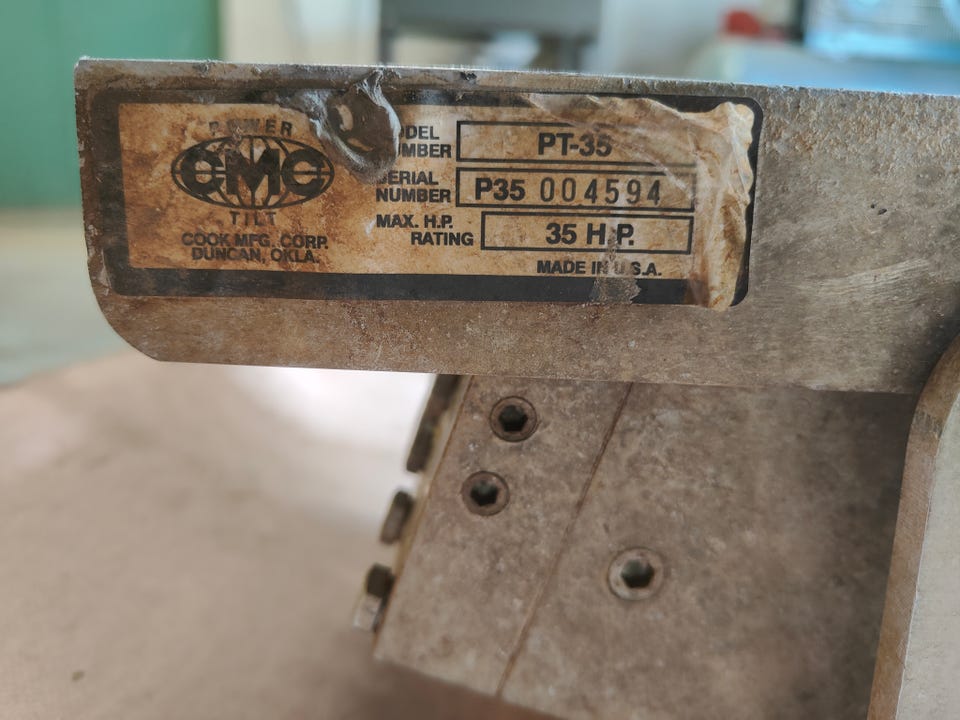 POWER
CMC
TILT
COOK MFG. CORP.
DUNCAN, OKLA.
MODEL NUMBER PT-35
SERIAL NUMBER P35 004594
MAX. H.P. RATING 35 H.P.
MADE IN U.S.A.